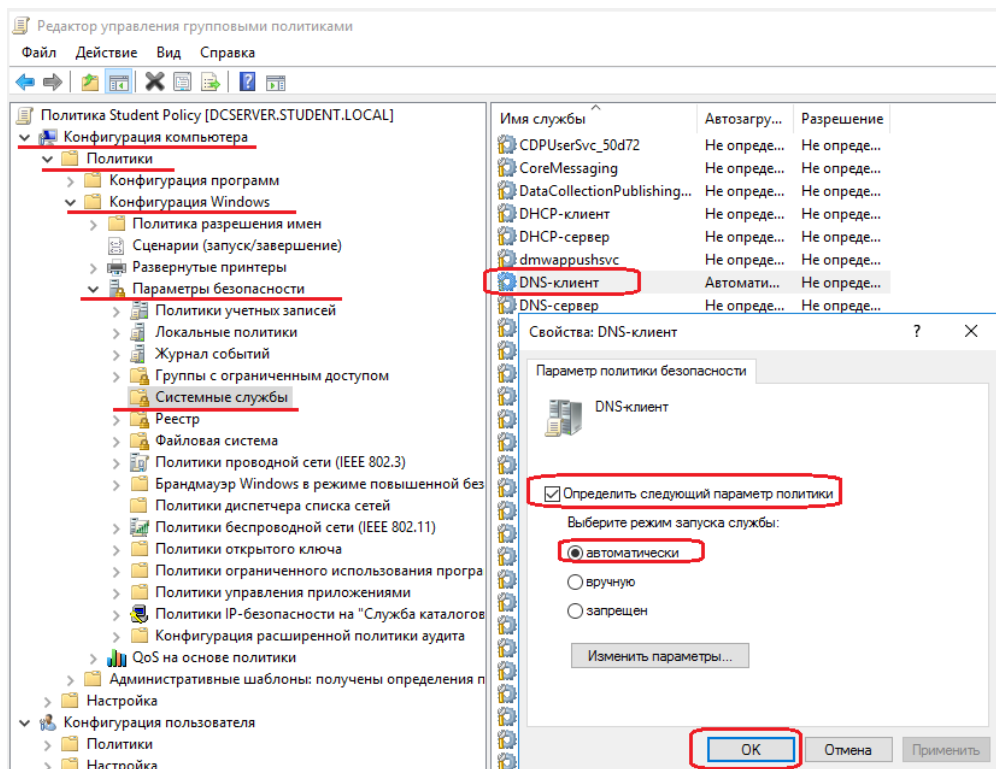 Редактор управления групповыми политиками
Файл Действие Вид Справка
Политика Student Policy [DCSERVER.STUDENT.LOCAL]
Конфигурация компьютера
Политики
Конфигурация программ
Конфигурация Windows
Политика разрешения имен
Сценарии (запуск/завершение)
Развернутые принтеры
Параметры безопасности
Политики учетных записей
Локальные политики
Журнал событий
Группы с ограниченным доступом
Системные службы
Реестр
Файловая система
Политики проводной сети (IEEE 802.3)
Брандмауэр Windows в режиме повышенной без
Политики диспетчера списка сетей
Политики беспроводной сети (IEEE 802.11)
Политики открытого ключа
Политики ограниченного использования програ
Политики управления приложениями
Политики IP-безопасности на "Служба каталогов
Конфигурация расширенной политики аудита
QoS на основе политики
Административные шаблоны: получены определения п
Настройка
Конфигурация пользователя
Политики
Настройка
Имя службы Автозагру... Разрешение
CDPUserSvc_50d72 Не опреде... Не опреде...
CoreMessaging Не опреде... Не опреде...
DataCollectionPublishing... Не опреде... Не опреде...
DHCP-клиент Не опреде... Не опреде...
DHCP-сервер Не опреде... Не опреде...
dmwappushsvc Не опреде... Не опреде...
DNS-клиент Автомати... Не опреде...
DNS-сервер Не опреде... Не опреде...
Свойства: DNS-клиент ?
Параметр политики безопасности
DNS-клиент
Определить следующий параметр политики
Выберите режим запуска службы:
автоматически
вручную
запрещен
Изменить параметры...
OK Отмена Применить